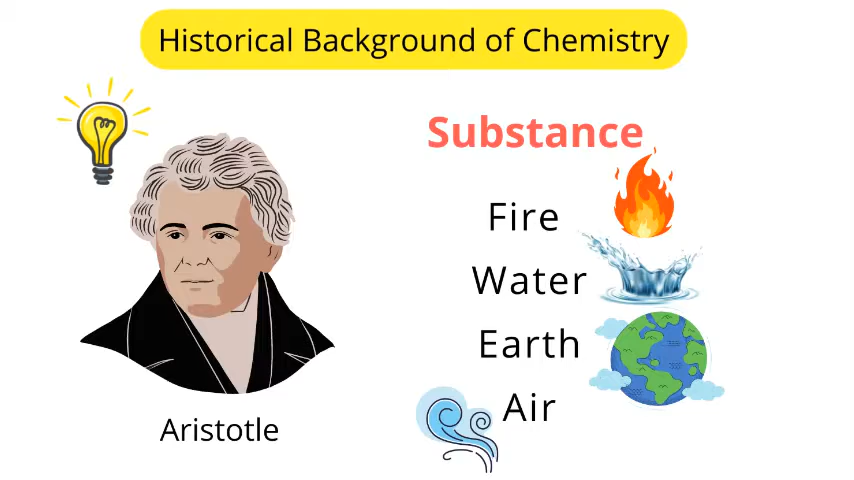 Historical Background of Chemistry
Substance
Fire
Water
Earth
Air
Aristotle